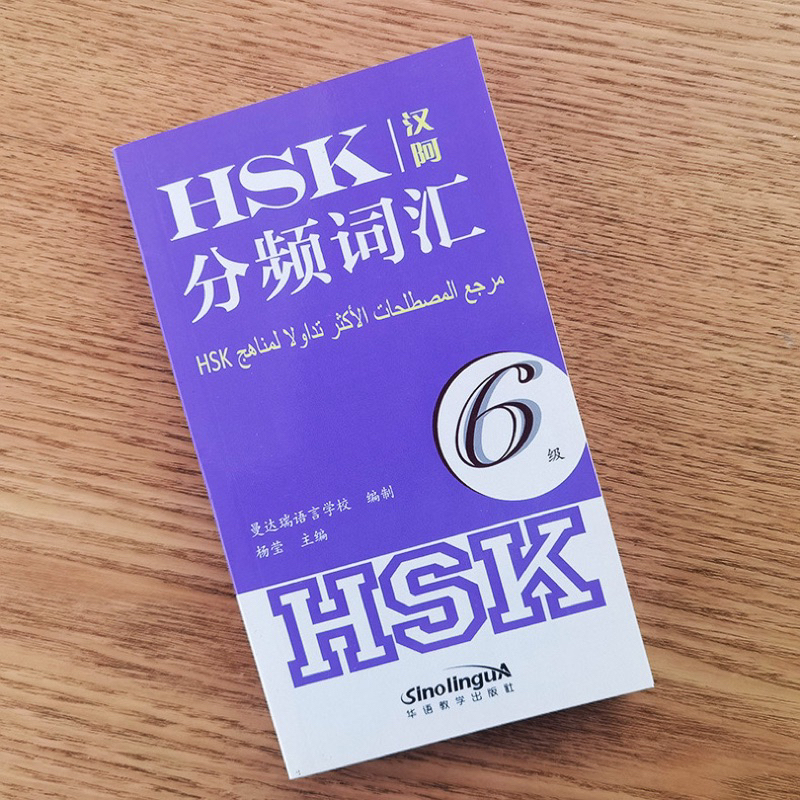 HSK 汉阿
分频词汇
مرجع المصطلحات الأكثر تداولا لمناهج HSK
6级
曼达瑞语言学校 编制
杨莹 主编
HSK
SinolinguA
华语教学出版社